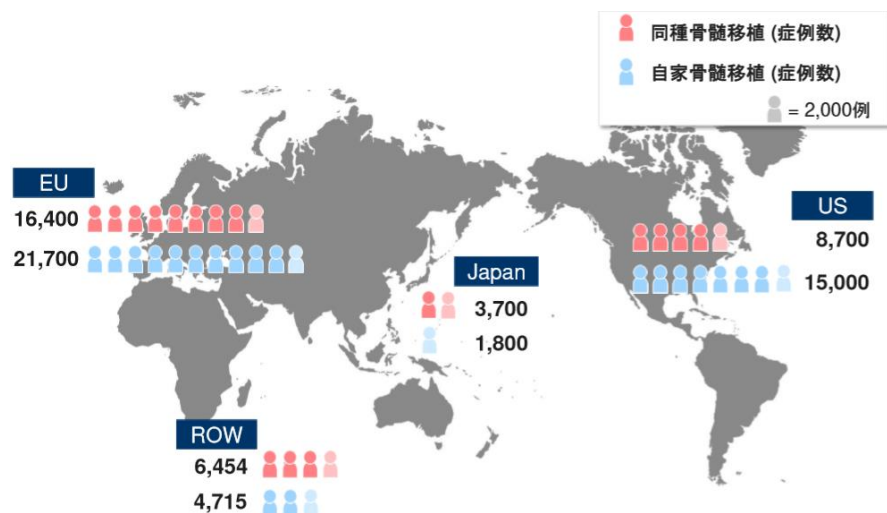 同種骨髄移植 (症例数)
自家骨髄移植 (症例数)
= 2,000例
EU
16,400
21,700
US
8,700
15,000
Japan
3,700
1,800
ROW
6,454
4,715